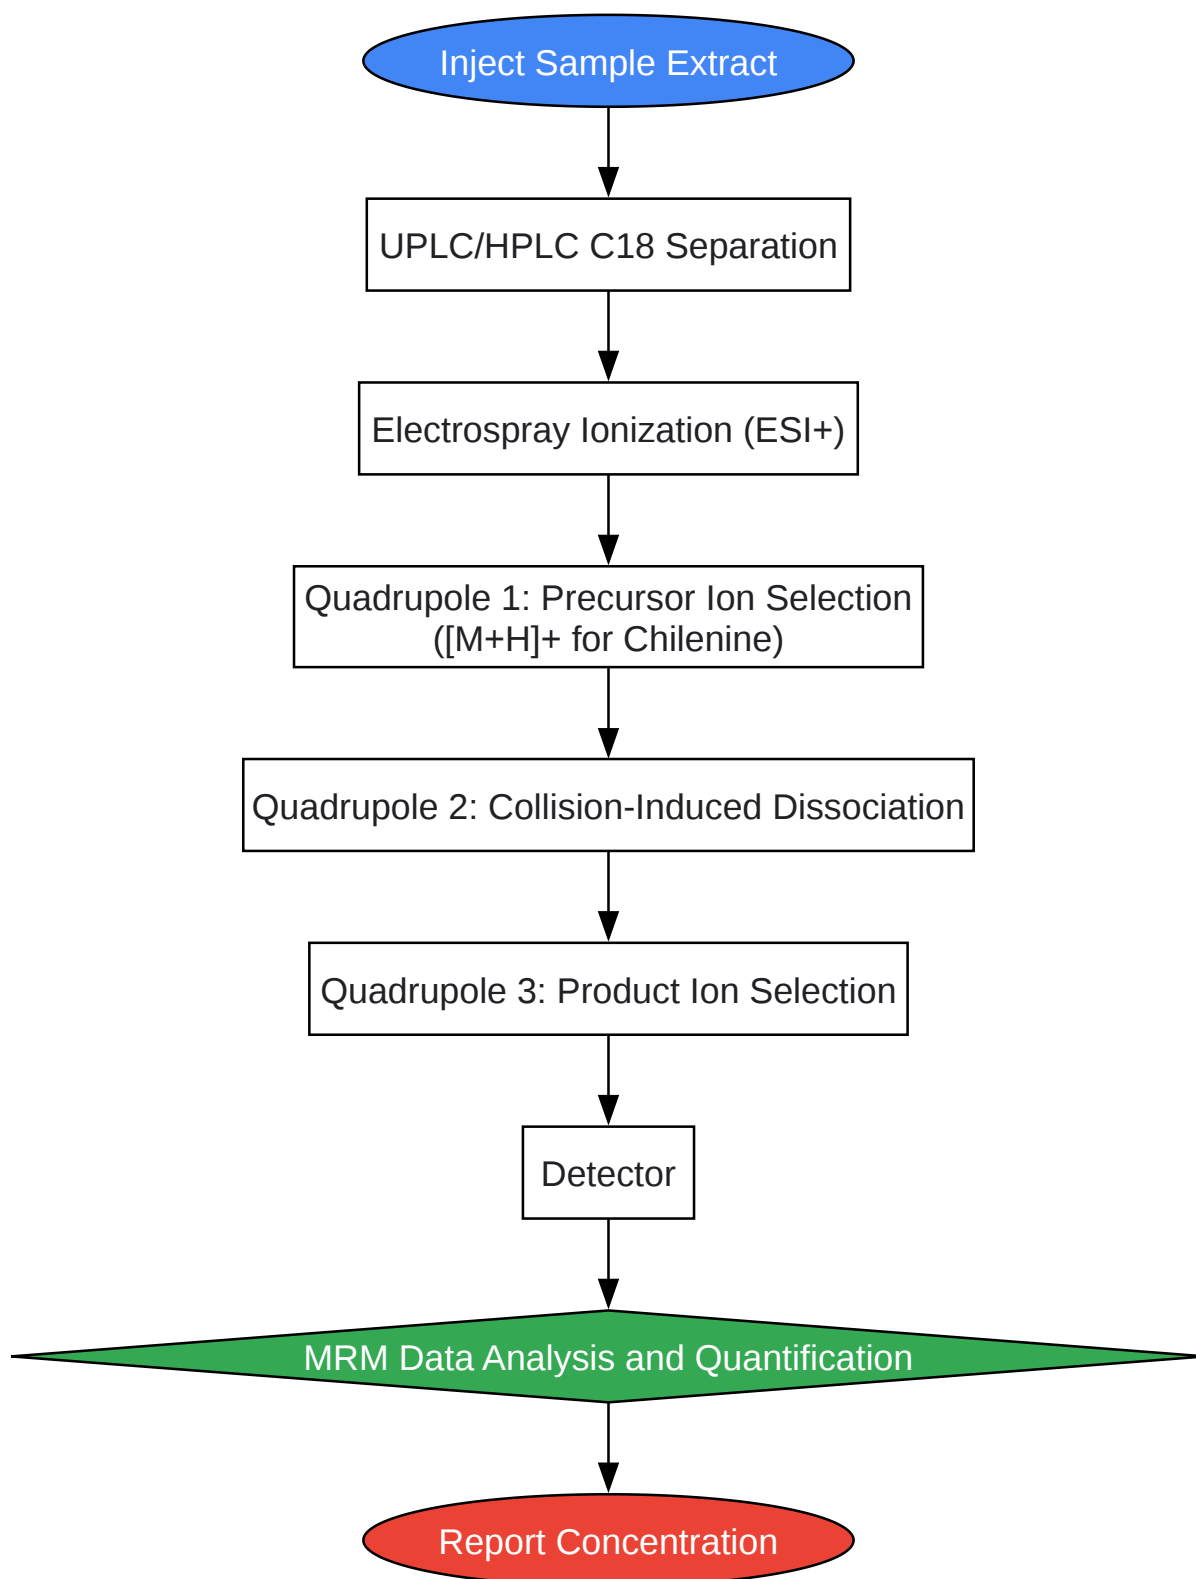 Inject Sample Extract
UPLC/HPLC C18 Separation
Electrospray Ionization (ESI+)
Quadrupole 1: Precursor Ion Selection
([M+H]+ for Chilenine)
Quadrupole 2: Collision-Induced Dissociation
Quadrupole 3: Product Ion Selection
Detector
MRM Data Analysis and Quantification
Report Concentration